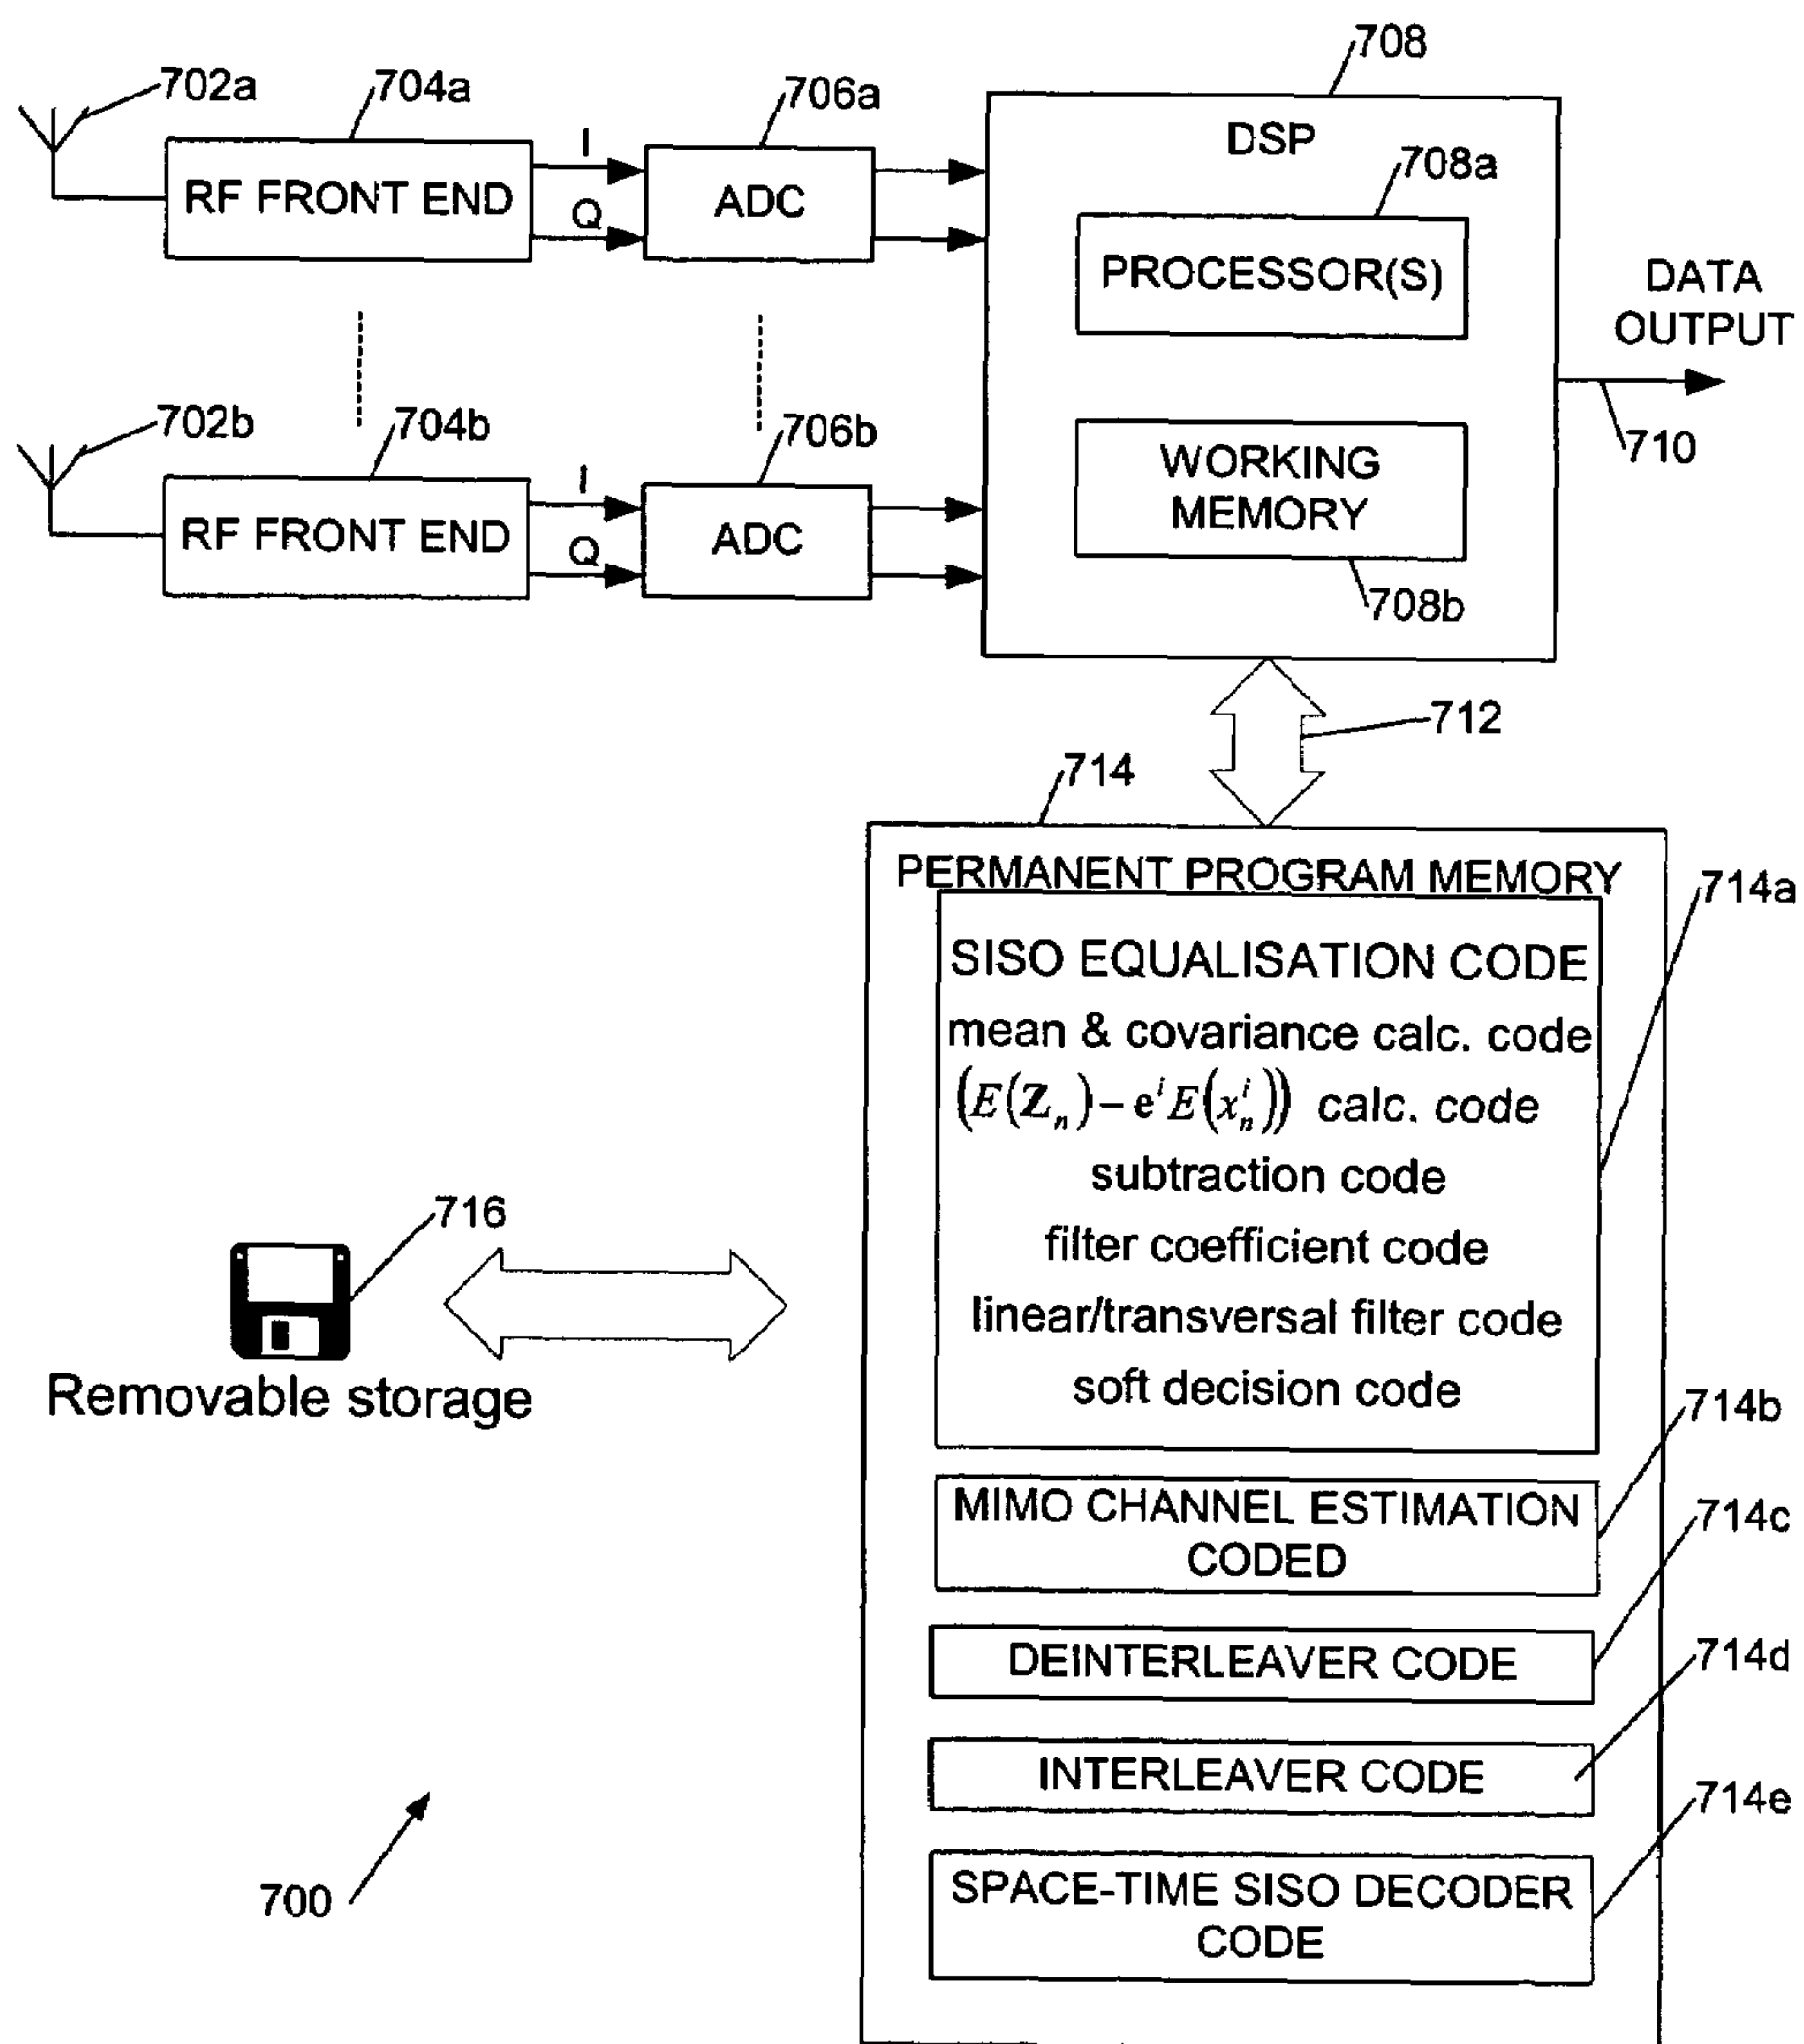 708
702a
704a
706a
I
Q
RF FRONT END
ADC
DSP
708a
PROCESSOR(S)
DATA
OUTPUT
710
702b
704b
706b
I
Q
RF FRONT END
ADC
WORKING
MEMORY
708b
712
714
PERMANENT PROGRAM MEMORY
714a
SISO EQUALISATION CODE
mean & covariance calc. code
(E(Zₙ)−eⁱE(xₙⁱ)) calc. code
subtraction code
filter coefficient code
linear/transversal filter code
soft decision code
716
Removable storage
714b
MIMO CHANNEL ESTIMATION
CODED
714c
DEINTERLEAVER CODE
714d
INTERLEAVER CODE
714e
SPACE-TIME SISO DECODER
CODE
700